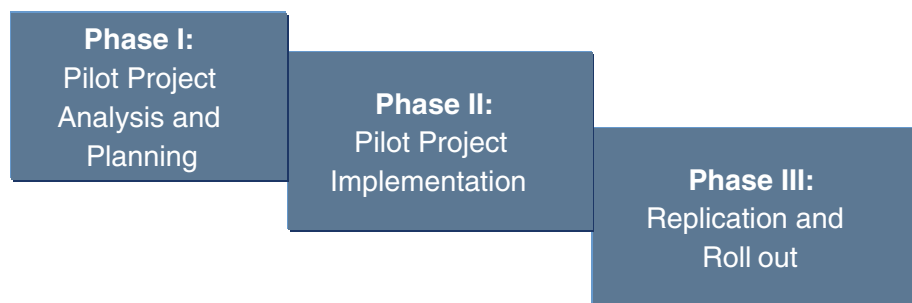 Phase I:
Pilot Project
Analysis and
Planning
Phase II:
Pilot Project
Implementation
Phase III:
Replication and
Roll out